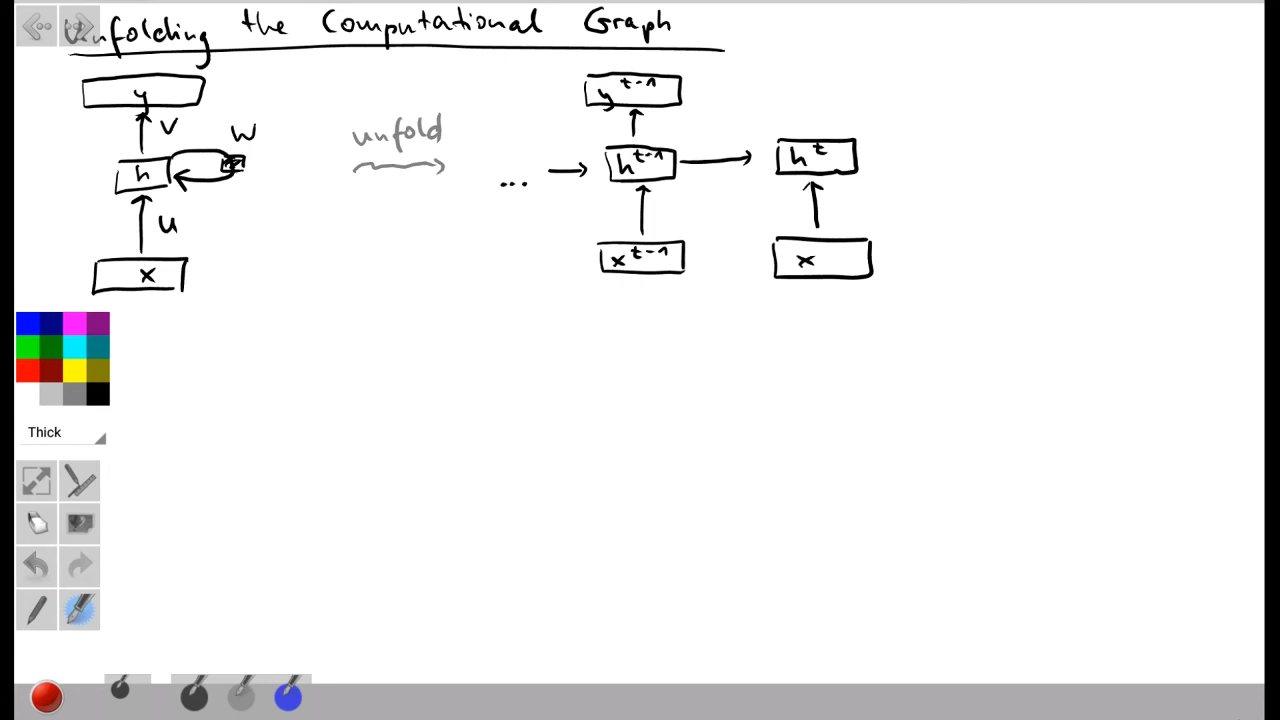 Unfolding the Computational Graph
y y^{t-1}
V W unfold
h ... h^{t-1} h^t
U
x x^{t-1} x
Thick